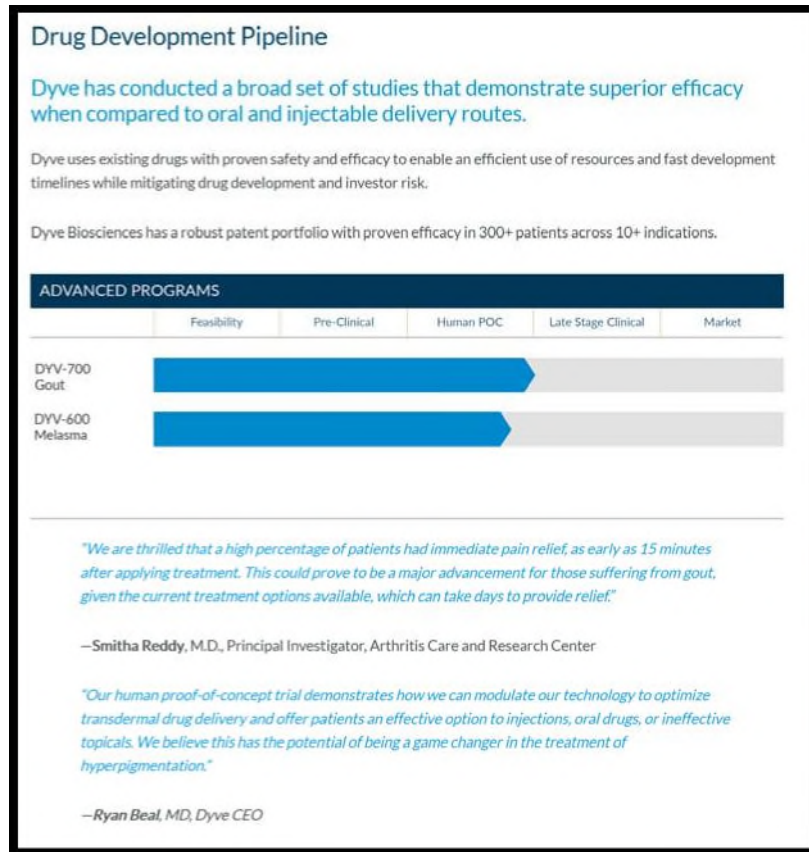 Drug Development Pipeline
Dyve has conducted a broad set of studies that demonstrate superior efficacy
when compared to oral and injectable delivery routes.
Dyve uses existing drugs with proven safety and efficacy to enable an efficient use of resources and fast development
timelines while mitigating drug development and investor risk.
Dyve Biosciences has a robust patent portfolio with proven efficacy in 300+ patients across 10+ indications.
ADVANCED PROGRAMS
Feasibility Pre-Clinical Human POC Late Stage Clinical Market
DYV-700
Gout
DYV-600
Melasma
"We are thrilled that a high percentage of patients had immediate pain relief, as early as 15 minutes
after applying treatment. This could prove to be a major advancement for those suffering from gout,
given the current treatment options available, which can take days to provide relief."
—Smitha Reddy, M.D., Principal Investigator, Arthritis Care and Research Center
"Our human proof-of-concept trial demonstrates how we can modulate our technology to optimize
transdermal drug delivery and offer patients an effective option to injections, oral drugs, or ineffective
topicals. We believe this has the potential of being a game changer in the treatment of
hyperpigmentation."
—Ryan Beal, MD, Dyve CEO